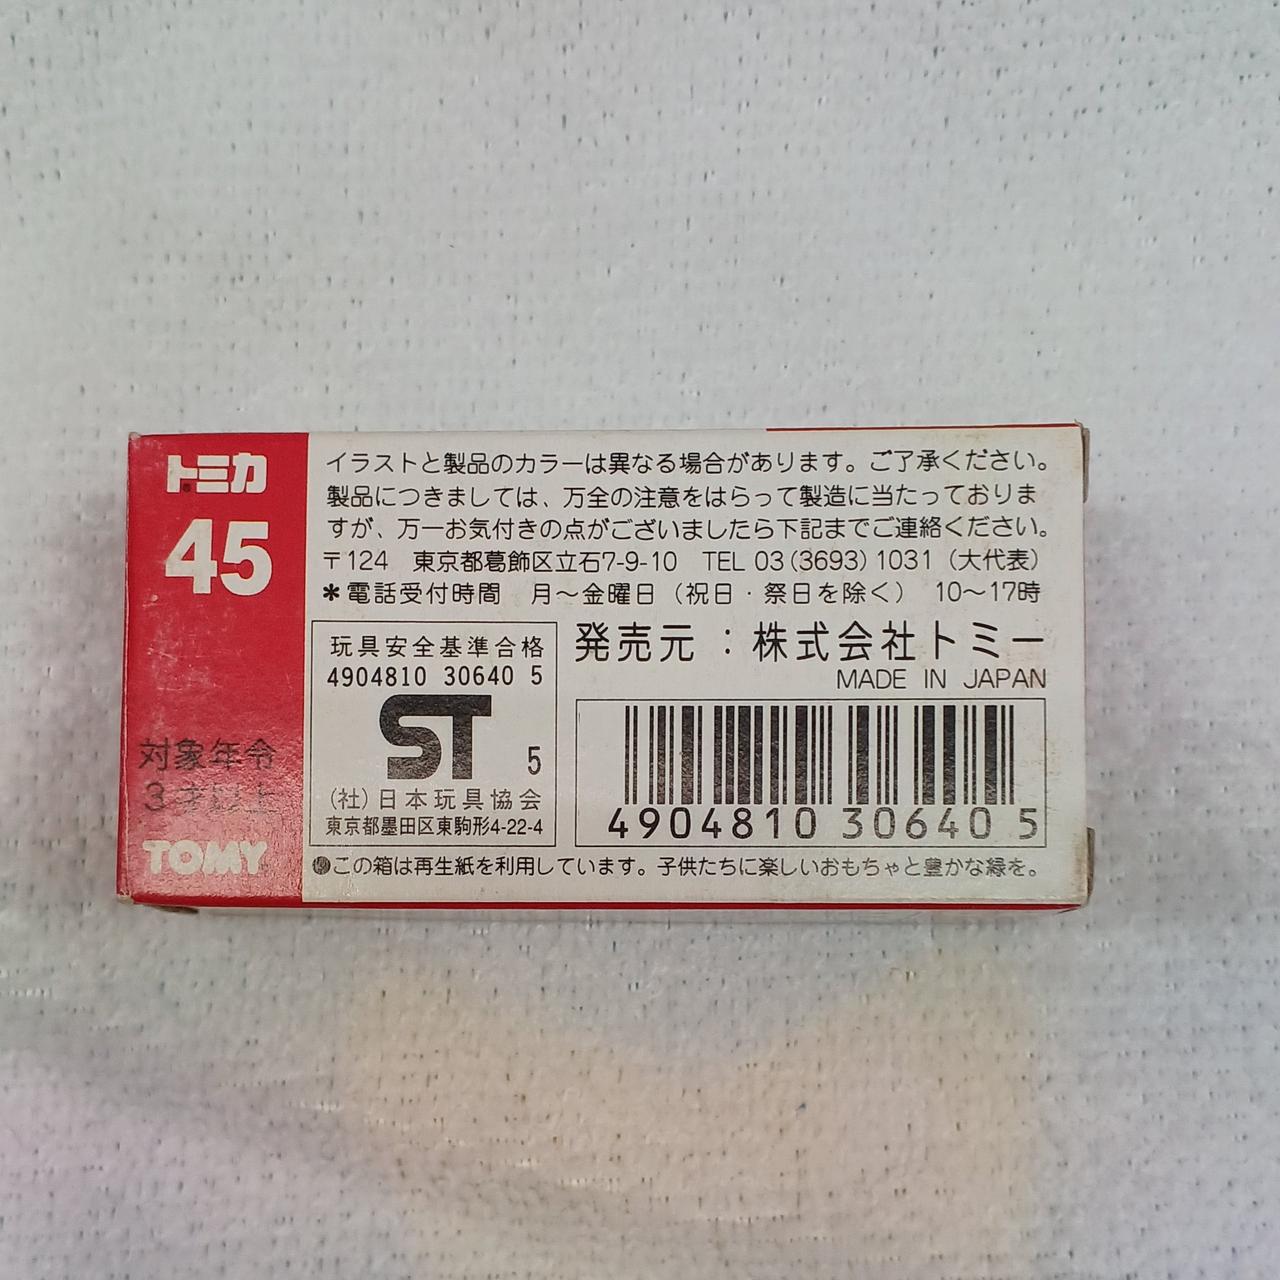 トミカ
45
対象年令
3才以上
TOMY
イラストと製品のカラーは異なる場合があります。ご了承ください。
製品につきましては、万全の注意をはらって製造に当たっておりま
すが、万一お気付きの点がございましたら下記までご連絡ください。
〒124 東京都葛飾区立石7-9-10 TEL 03(3693)1031(大代表)
*電話受付時間 月~金曜日(祝日・祭日を除く) 10~17時
玩具安全基準合格
4904810 30640 5
ST 5
(社)日本玩具協会
東京都墨田区東駒形4-22-4
発売元:株式会社トミー
MADE IN JAPAN
4904810 30640 5
●この箱は再生紙を利用しています。子供たちに楽しいおもちゃと豊かな緑を。